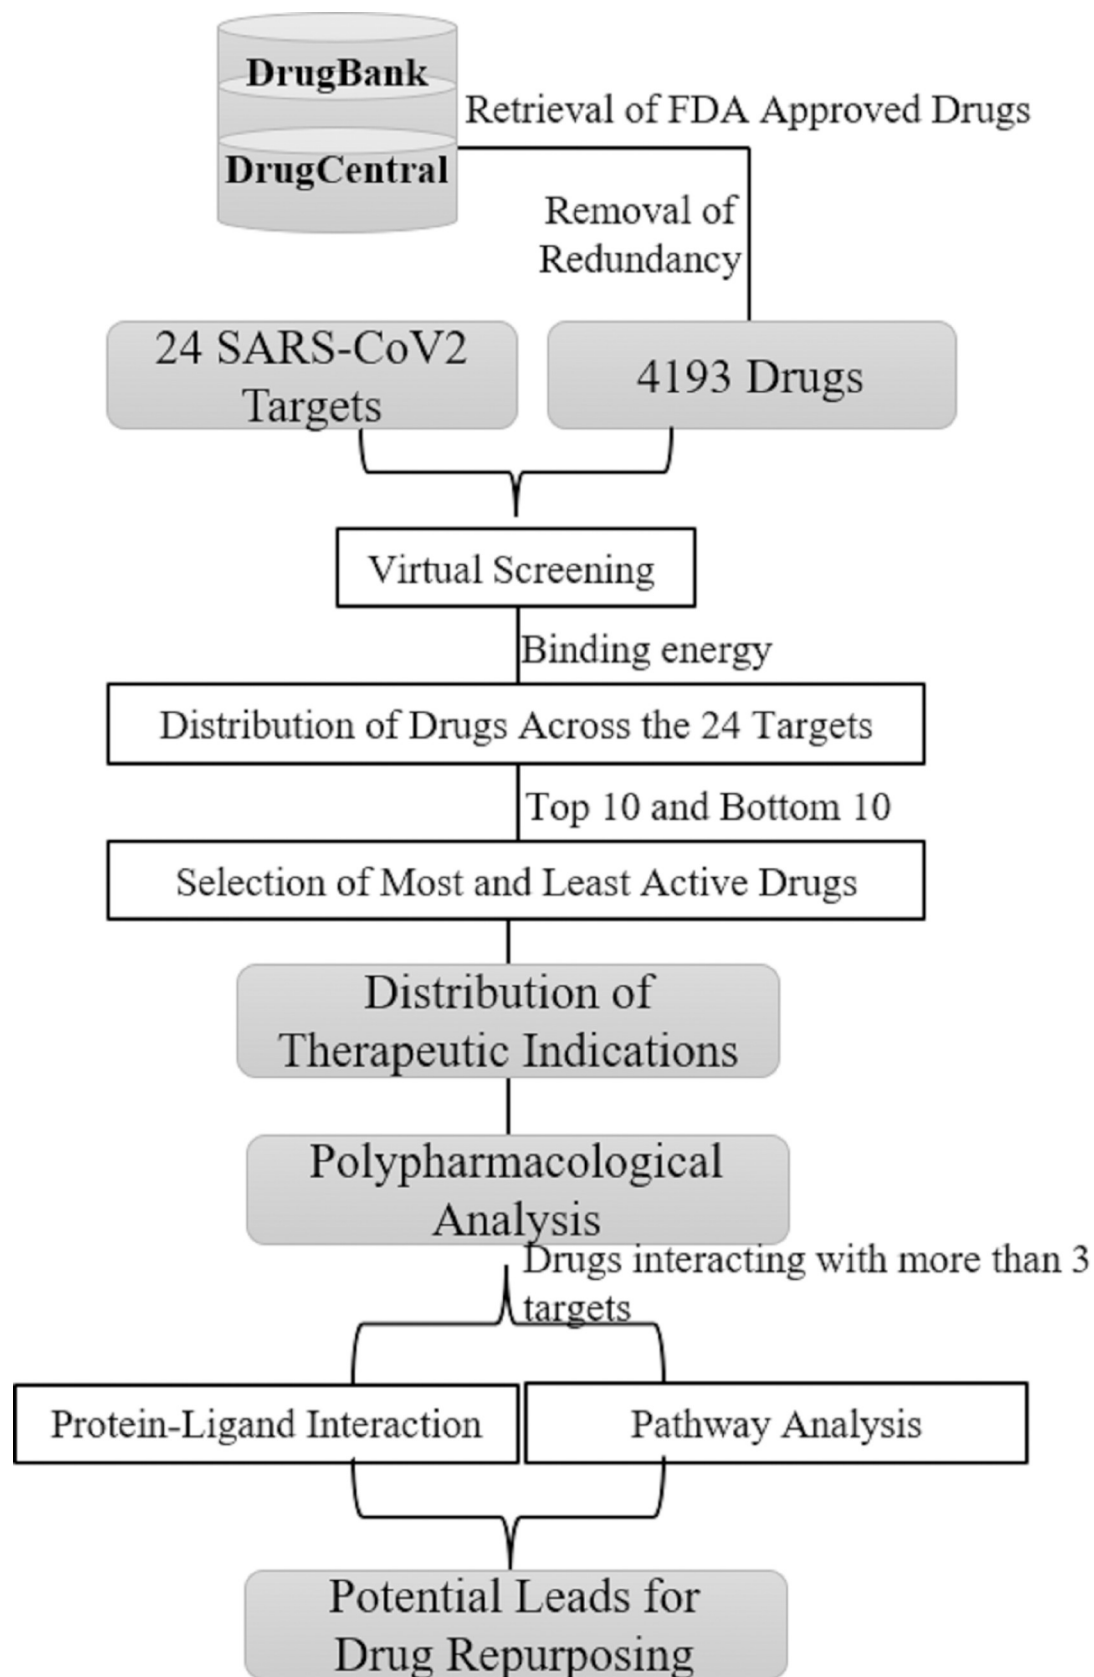 DrugBank
DrugCentral
Retrieval of FDA Approved Drugs
Removal of
Redundancy
24 SARS-CoV2
Targets
4193 Drugs
Virtual Screening
Binding energy
Distribution of Drugs Across the 24 Targets
Top 10 and Bottom 10
Selection of Most and Least Active Drugs
Distribution of
Therapeutic Indications
Polypharmacological
Analysis
Drugs interacting with more than 3
targets
Protein-Ligand Interaction
Pathway Analysis
Potential Leads for
Drug Repurposing